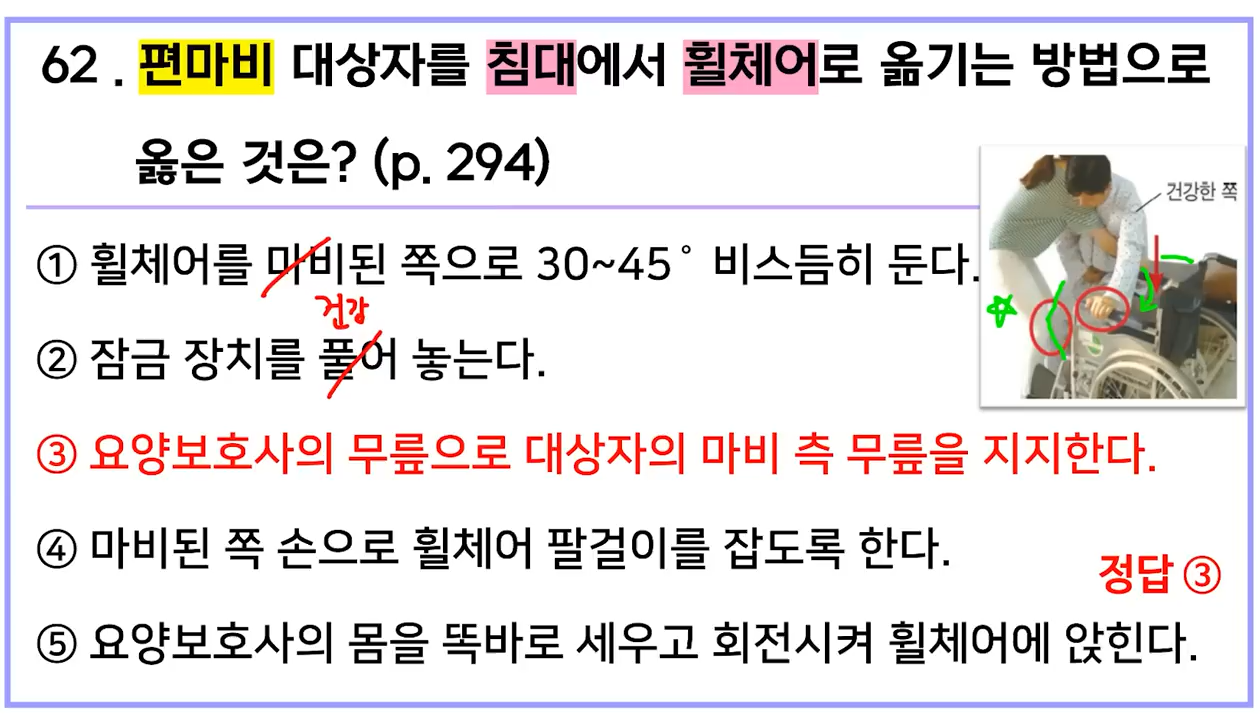 62. 편마비 대상자를 침대에서 휠체어로 옮기는 방법으로
옳은 것은? (p. 294)
건강한 쪽
① 휠체어를 마비된 쪽으로 30~45° 비스듬히 둔다.
건강
② 잠금 장치를 풀어 놓는다.
③ 요양보호사의 무릎으로 대상자의 마비 측 무릎을 지지한다.
④ 마비된 쪽 손으로 휠체어 팔걸이를 잡도록 한다.
정답 ③
⑤ 요양보호사의 몸을 똑바로 세우고 회전시켜 휠체어에 앉힌다.